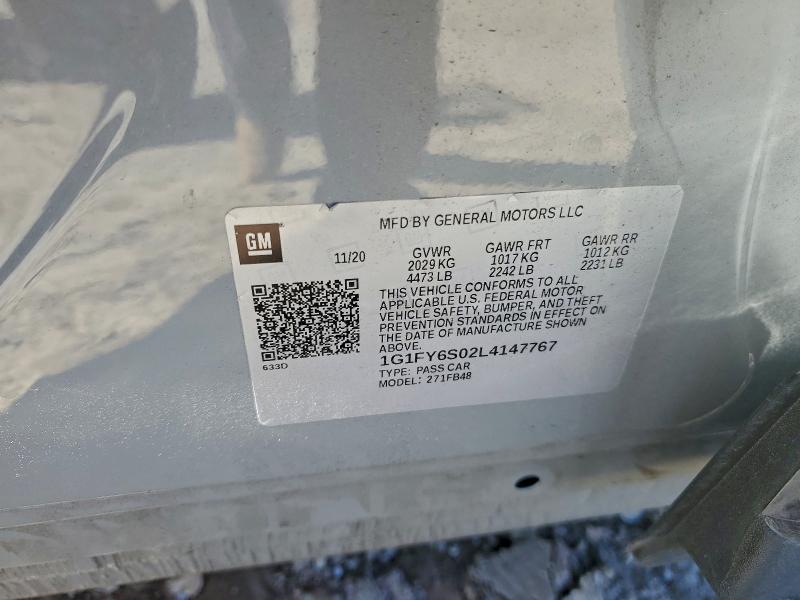 MFD BY GENERAL MOTORS LLC
GM
11/20
GVWR GAWR FRT GAWR RR
2029 KG 1017 KG 1012 KG
4473 LB 2242 LB 2231 LB
THIS VEHICLE CONFORMS TO ALL
APPLICABLE U.S. FEDERAL MOTOR
VEHICLE SAFETY, BUMPER, AND THEFT
PREVENTION STANDARDS IN EFFECT ON
THE DATE OF MANUFACTURE SHOWN
ABOVE.
1G1FY6S02L4147767
TYPE: PASS CAR
MODEL: 271FB48
633D